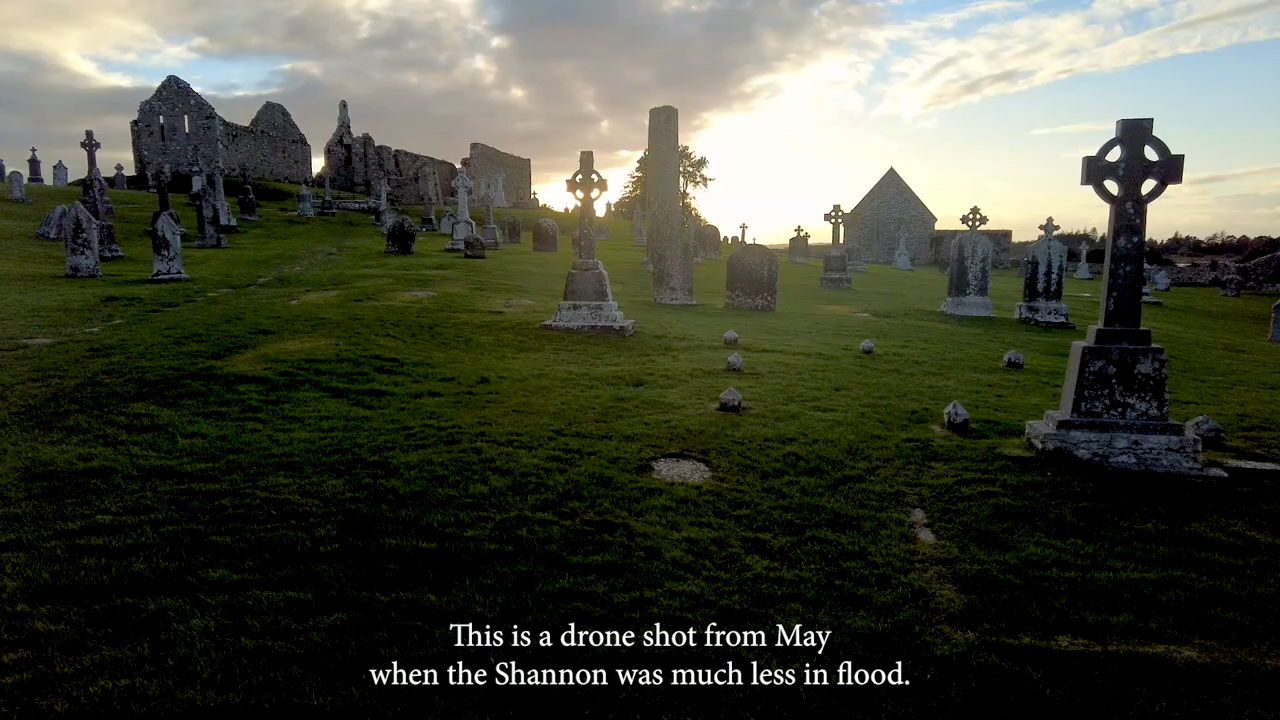 This is a drone shot from May
when the Shannon was much less in flood.